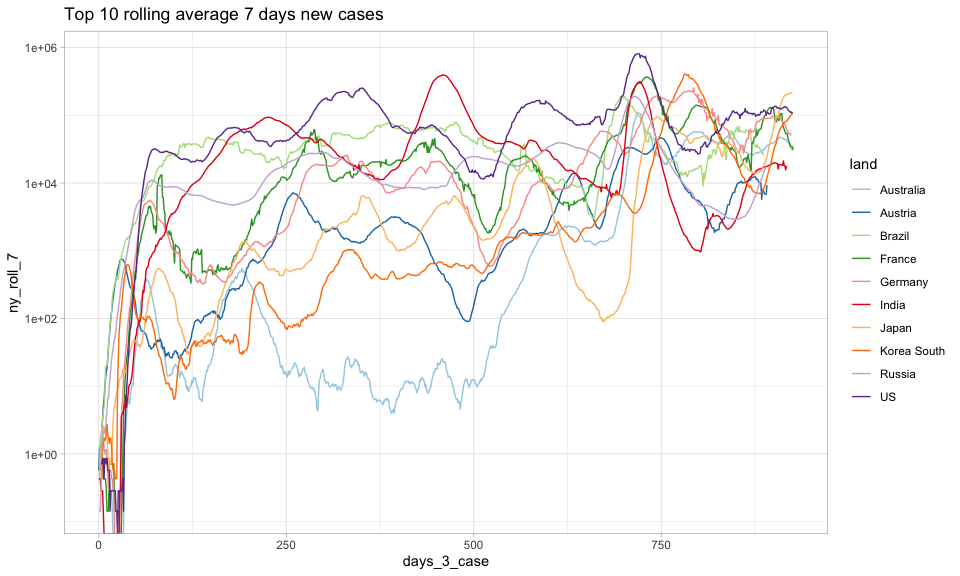 Top 10 rolling average 7 days new cases
1e+06
1e+04
1e+02
1e+00
ny_roll_7
0 250 500 750
days_3_case
land
Australia
Austria
Brazil
France
Germany
India
Japan
Korea South
Russia
US